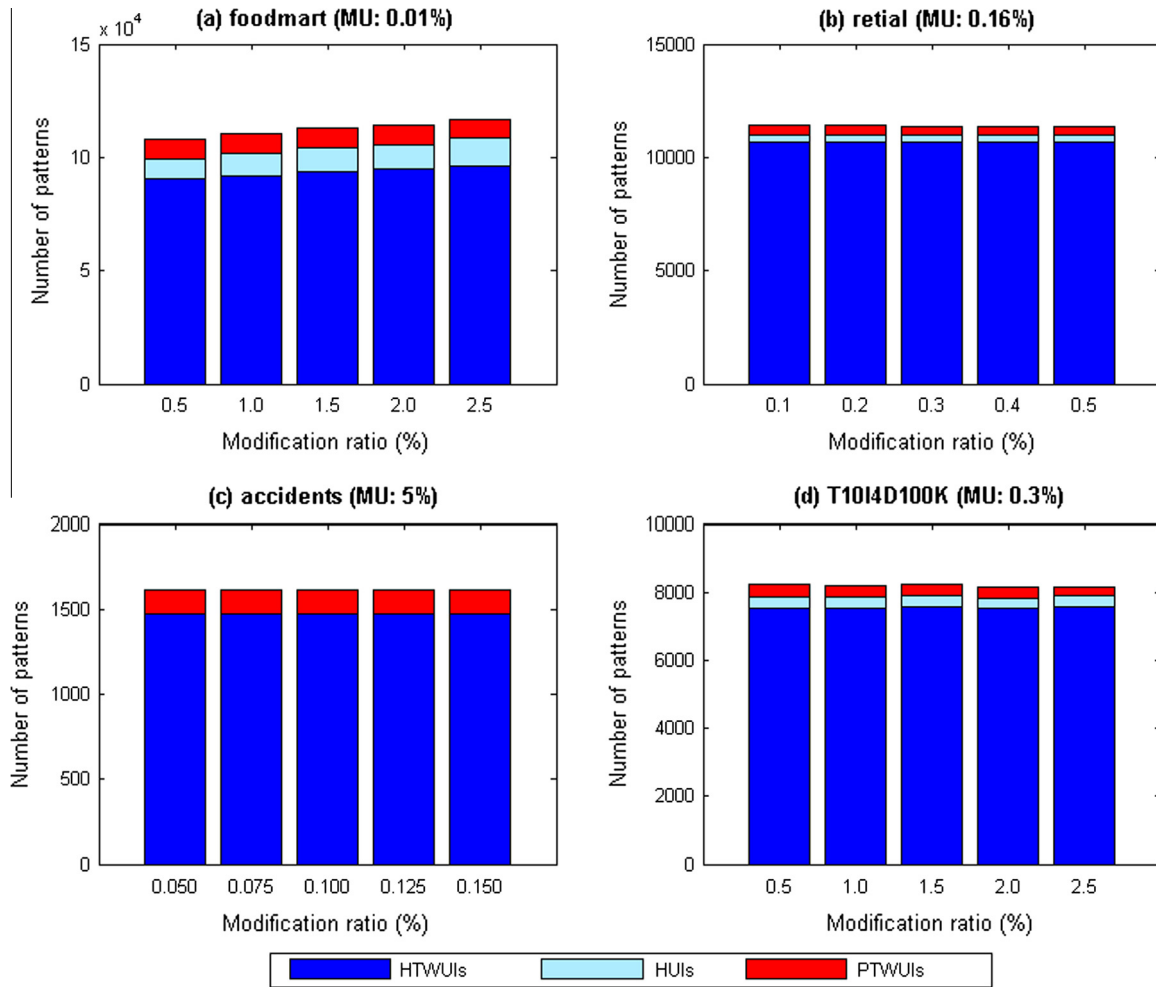 (a) foodmart (MU: 0.01%)
x 10^4
15
10
5
0
Number of patterns
0.5 1.0 1.5 2.0 2.5
Modification ratio (%)
(b) retial (MU: 0.16%)
15000
10000
5000
0
Number of patterns
0.1 0.2 0.3 0.4 0.5
Modification ratio (%)
(c) accidents (MU: 5%)
2000
1500
1000
500
0
Number of patterns
0.050 0.075 0.100 0.125 0.150
Modification ratio (%)
(d) T10I4D100K (MU: 0.3%)
10000
8000
6000
4000
2000
0
Number of patterns
0.5 1.0 1.5 2.0 2.5
Modification ratio (%)
HTWUIs HUIs PTWUIs